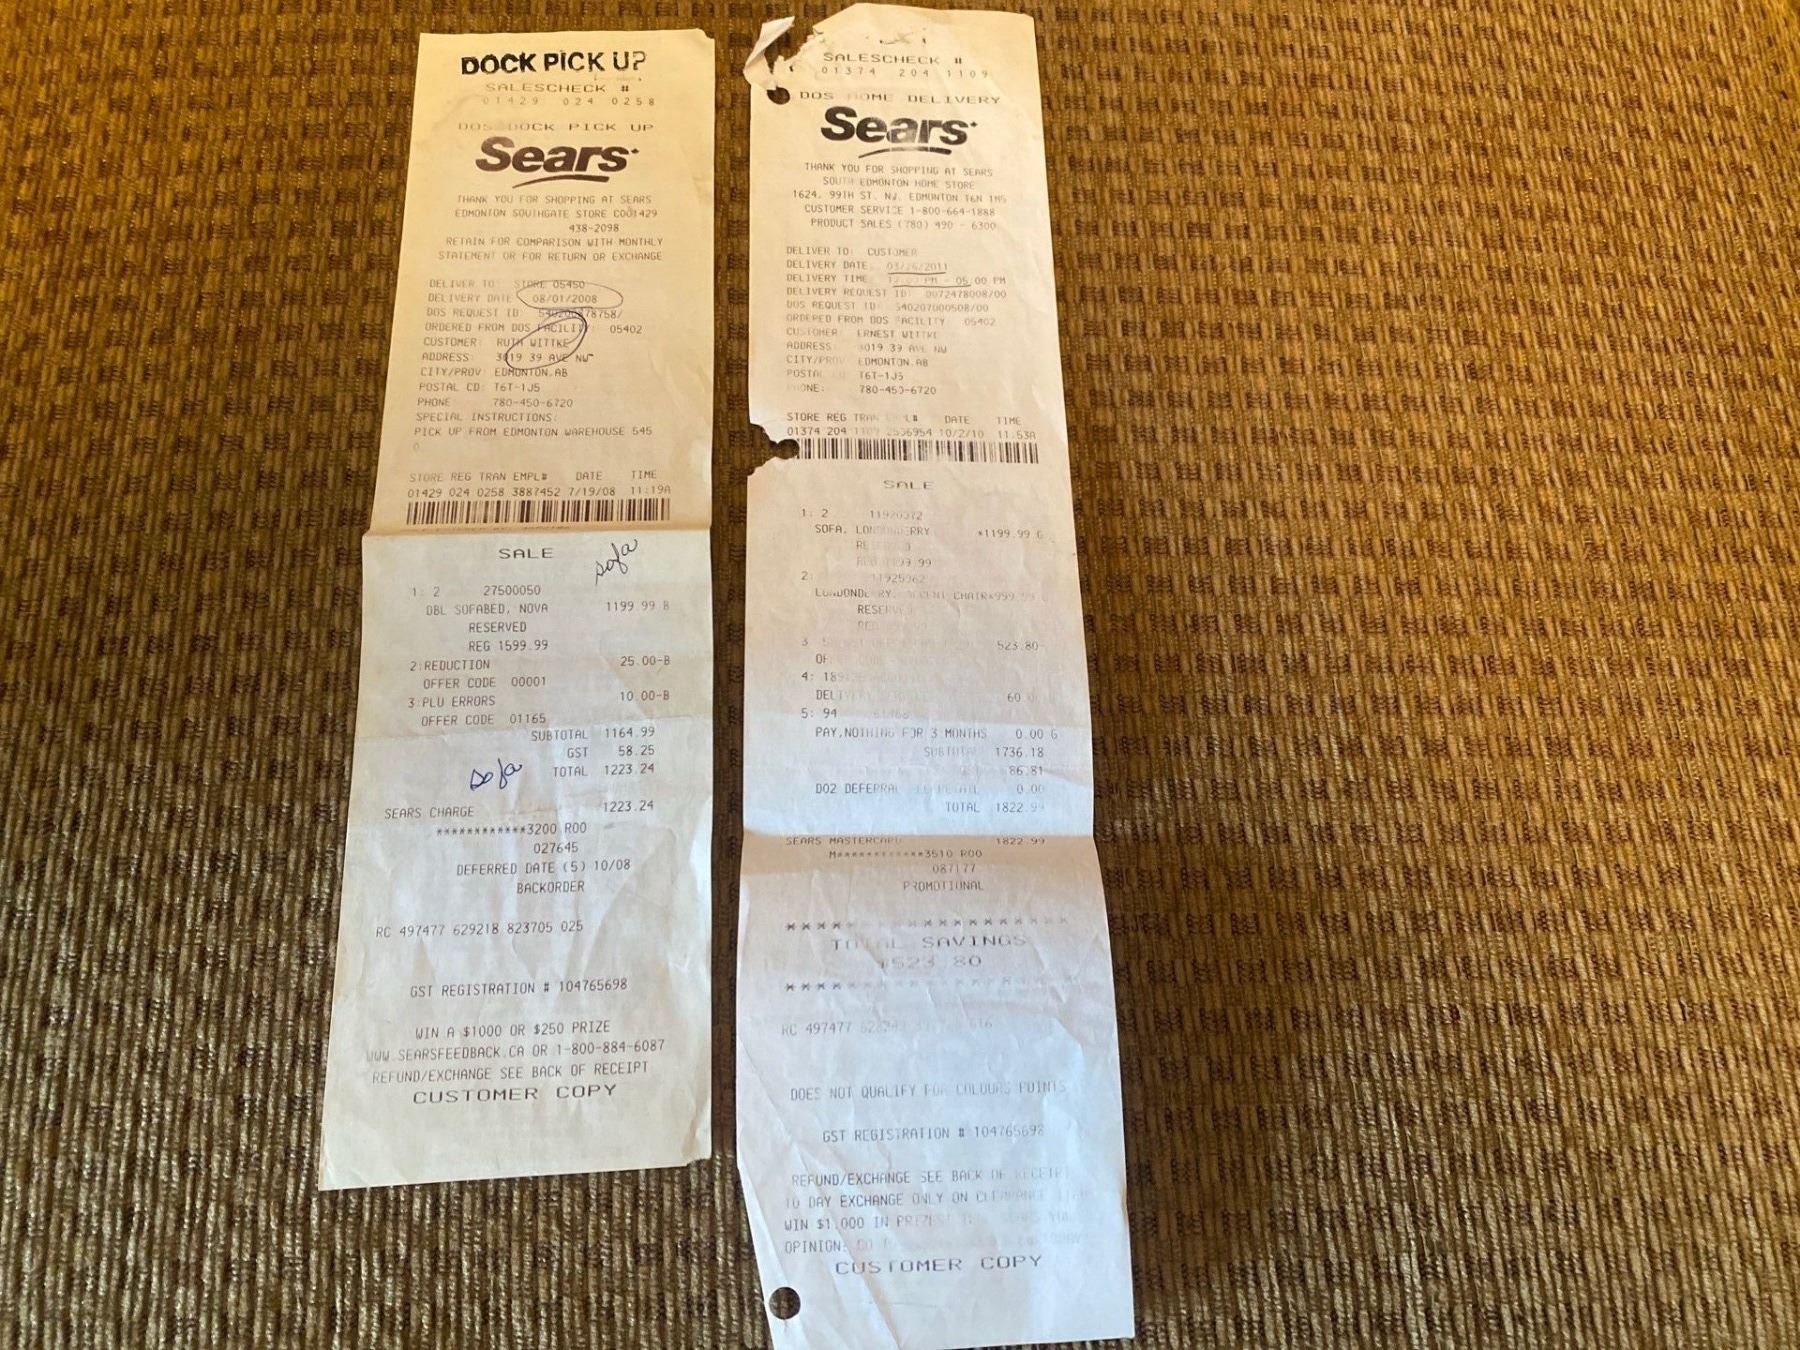 DOCK PICK UP
SALESCHECK #
01429 024 0258
DOS DOCK PICK UP
Sears
THANK YOU FOR SHOPPING AT SEARS
EDMONTON SOUTHGATE STORE C001429
438-2098
RETAIN FOR COMPARISON WITH MONTHLY
STATEMENT OR FOR RETURN OR EXCHANGE
DELIVER TO: STORE 05450
DELIVERY DATE 08/01/2008
DOS REQUEST ID
ORDERED FROM DOS FACILITY: 05402
CUSTOMER: RUTH WITTKE
ADDRESS: 3019 39 AVE NW
CITY/PROV: EDMONTON, AB
POSTAL CD: T6T-1J5
PHONE 780-450-6720
SPECIAL INSTRUCTIONS:
PICK UP FROM EDMONTON WAREHOUSE 545
0
STORE REG TRAN EMPL# DATE TIME
01429 024 0258 3887452 7/19/08 11:19A
SALE
sofa
1: 2 27500050
DBL SOFABED, NOVA 1199.99 B
RESERVED
REG 1599.99
2:REDUCTION 25.00-B
OFFER CODE 00001
3:PLU ERRORS 10.00-B
OFFER CODE 01165
SUBTOTAL 1164.99
GST 58.25
sofa
TOTAL 1223.24
SEARS CHARGE 1223.24
************3200 R00
027645
DEFERRED DATE (5) 10/08
BACKORDER
RC 497477 629218 823705 025
GST REGISTRATION # 104765698
WIN A $1000 OR $250 PRIZE
WWW.SEARSFEEDBACK.CA OR 1-800-884-6087
REFUND/EXCHANGE SEE BACK OF RECEIPT
CUSTOMER COPY
SALESCHECK #
01374 204 1109
DOS HOME DELIVERY
Sears
THANK YOU FOR SHOPPING AT SEARS
SOUTH EDMONTON HOME STORE
1624, 99TH ST. NW. EDMONTON T6N 1M5
CUSTOMER SERVICE 1-800-664-1888
PRODUCT SALES (780) 490 - 6300
DELIVER TO: CUSTOMER
DELIVERY DATE: 03/26/2011
DELIVERY TIME 12:00 PM - 05:00 PM
DELIVERY REQUEST ID: 0072478008/00
DOS REQUEST ID: 540207000508/00
ORDERED FROM DOS FACILITY: 05402
CUSTOMER: ERNEST WITTKE
ADDRESS: 3019 39 AVE NW
CITY/PROV EDMONTON, AB
POSTAL T6T-1J5
PHONE: 780-450-6720
STORE REG TRAN EMPL# DATE TIME
01374 204 1109 2536954 10/2/10 11:53A
SALE
1: 2
SOFA, LONDONDERRY *1199.99 G
2: 11925962
LONDONDERRY, ACCENT CHAIR*999.99 G
RESERVED
3 523.80-
4:
DELIVERY 60.00
5: 94
PAY,NOTHING FOR 3 MONTHS 0.00 G
SUBTOTAL 1736.18
86.81
DO2 DEFERRAL 0.00
TOTAL 1822.99
SEARS MASTERCARD 1822.99
M************3510 R00
087177
PROMOTIONAL
TOTAL SAVINGS
$523.80
RC 497477
DOES NOT QUALIFY FOR COLOURS POINTS
GST REGISTRATION # 104765698
REFUND/EXCHANGE SEE BACK OF RECEIPT
10 DAY EXCHANGE ONLY ON CLEARANCE
WIN $1,000 IN
OPINION:
CUSTOMER COPY